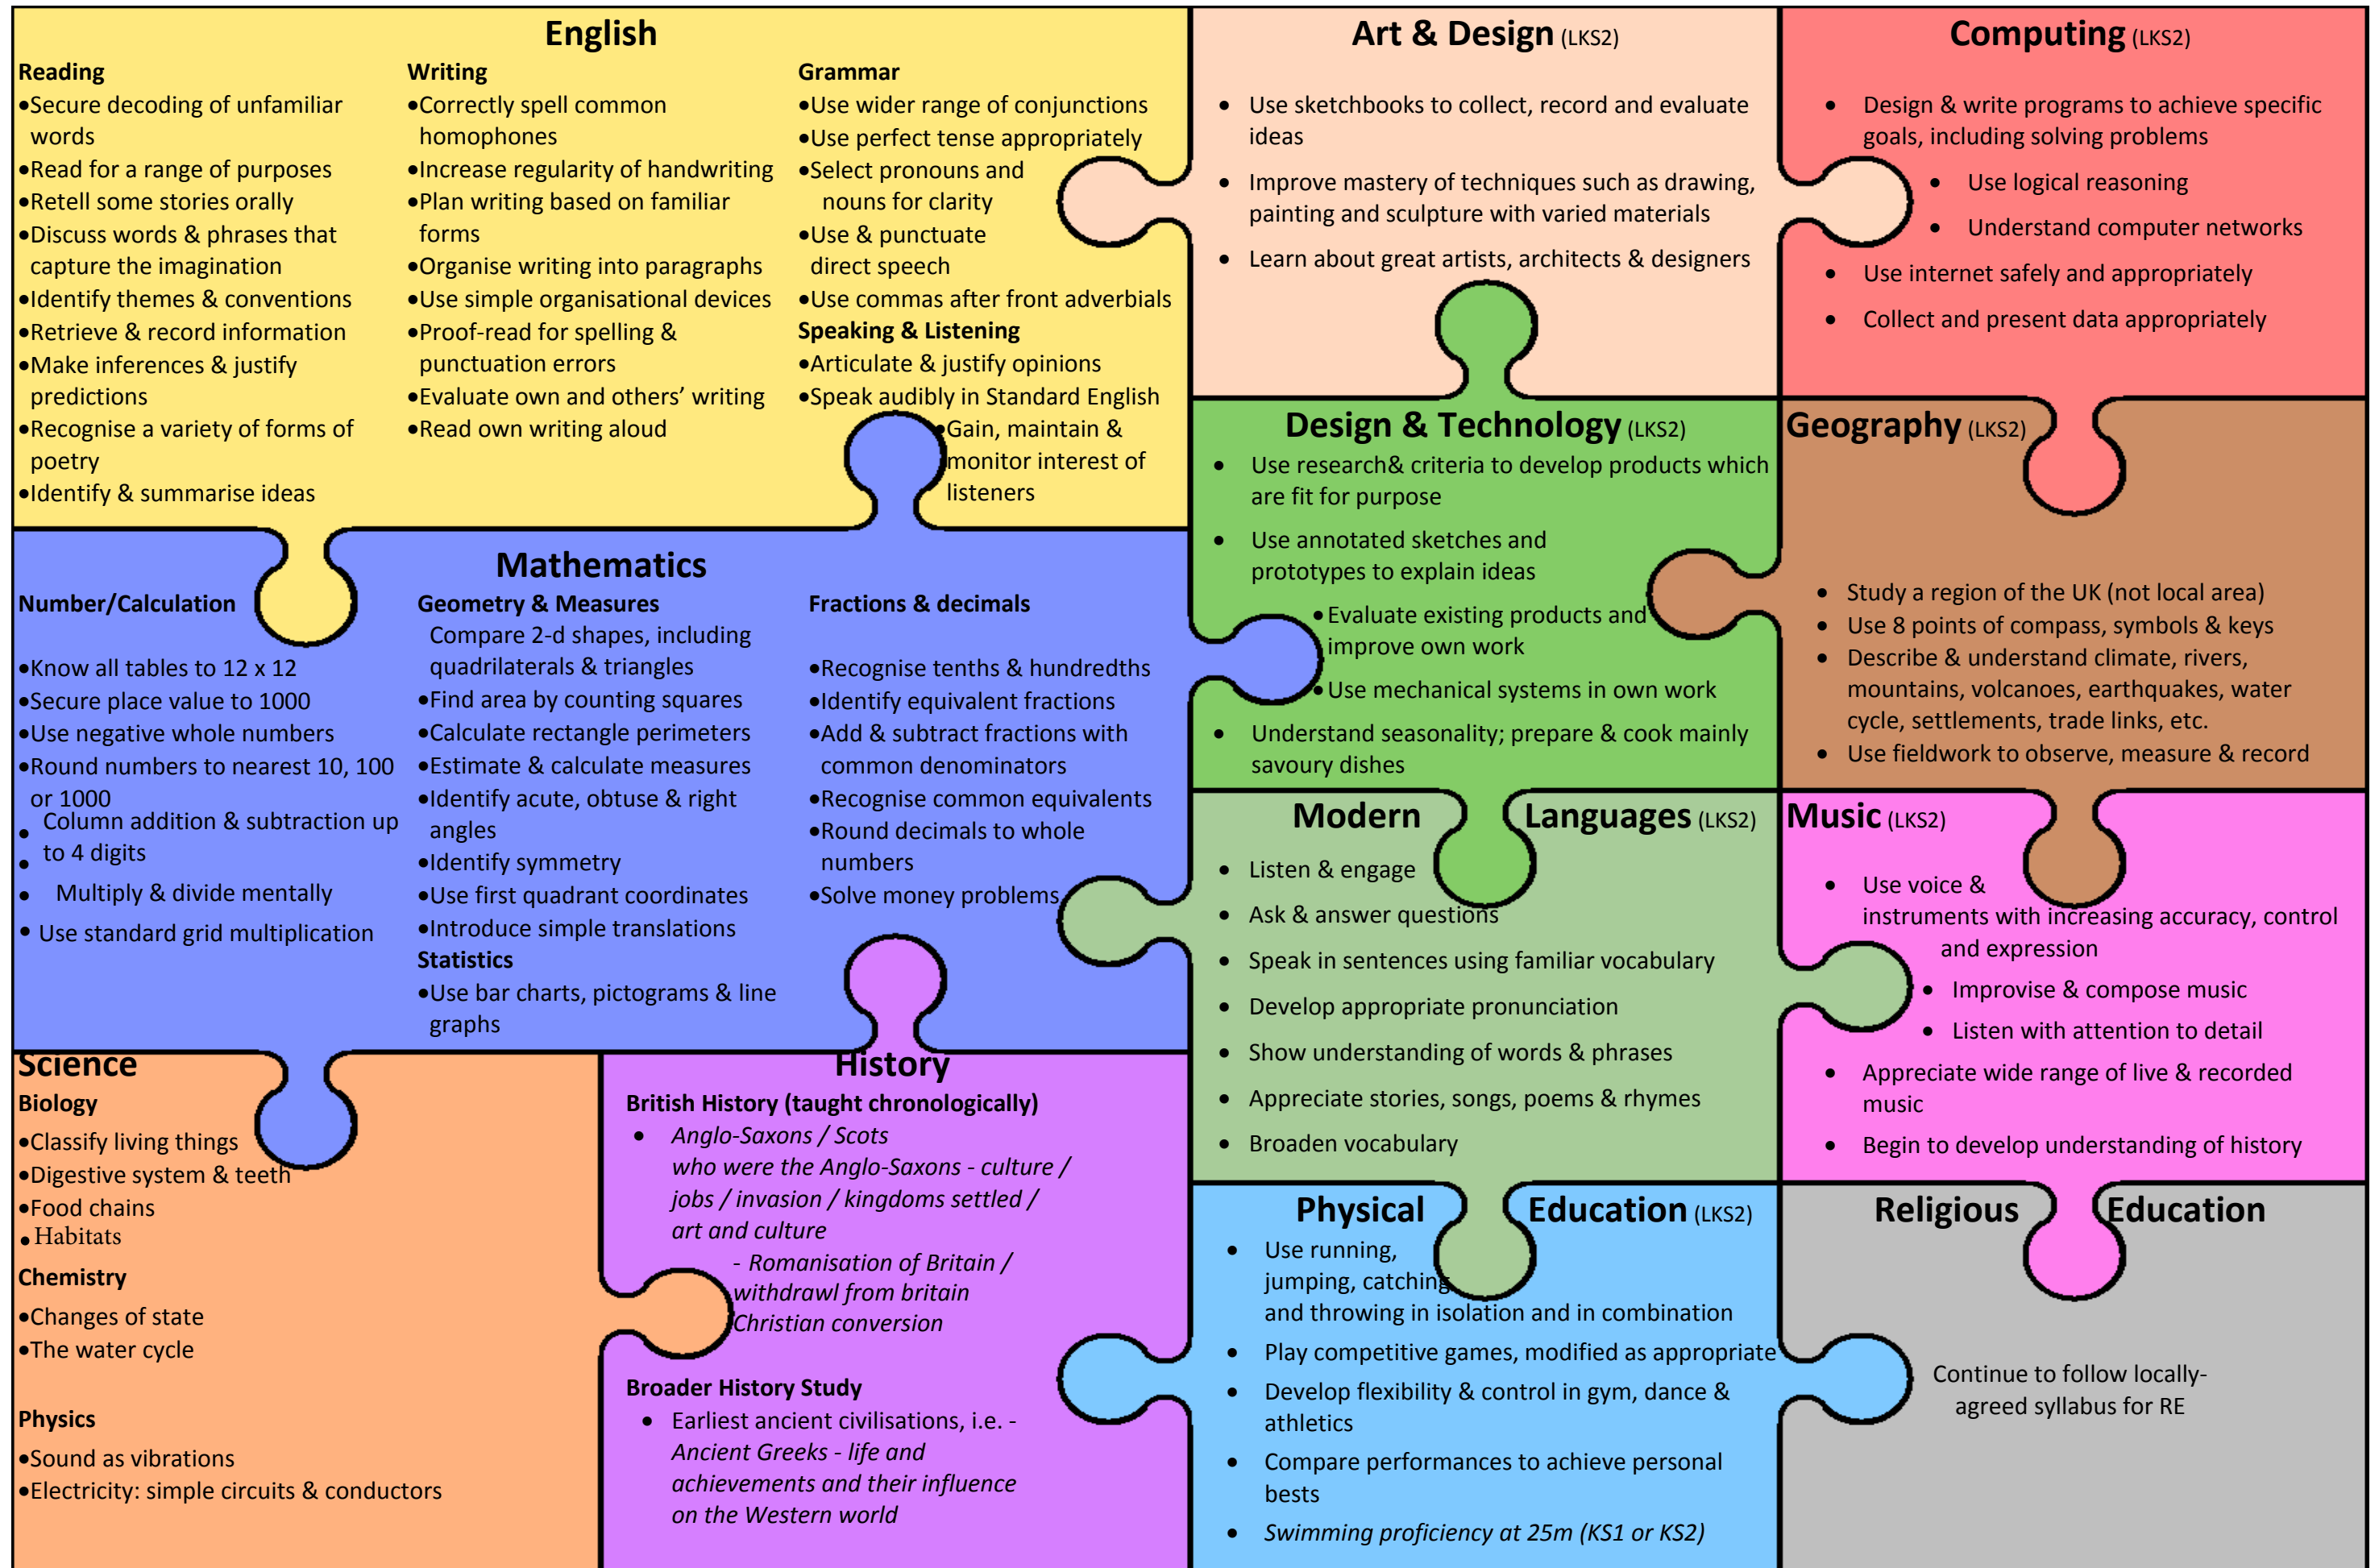 English
Reading
•Secure decoding of unfamiliar
words
•Read for a range of purposes
•Retell some stories orally
•Discuss words & phrases that
capture the imagination
•Identify themes & conventions
•Retrieve & record information
•Make inferences & justify
predictions
•Recognise a variety of forms of
poetry
•Identify & summarise ideas
Writing
•Correctly spell common
homophones
•Increase regularity of handwriting
•Plan writing based on familiar
forms
•Organise writing into paragraphs
•Use simple organisational devices
•Proof-read for spelling &
punctuation errors
•Evaluate own and others’ writing
•Read own writing aloud
Grammar
•Use wider range of conjunctions
•Use perfect tense appropriately
•Select pronouns and
nouns for clarity
•Use & punctuate
direct speech
•Use commas after front adverbials
Speaking & Listening
•Articulate & justify opinions
•Speak audibly in Standard English
•Gain, maintain &
monitor interest of
listeners
Art & Design (LKS2)
• Use sketchbooks to collect, record and evaluate
ideas
• Improve mastery of techniques such as drawing,
painting and sculpture with varied materials
• Learn about great artists, architects & designers
Computing (LKS2)
• Design & write programs to achieve specific
goals, including solving problems
• Use logical reasoning
• Understand computer networks
• Use internet safely and appropriately
• Collect and present data appropriately
Design & Technology (LKS2)
• Use research& criteria to develop products which
are fit for purpose
• Use annotated sketches and
prototypes to explain ideas
•Evaluate existing products and
improve own work
•Use mechanical systems in own work
• Understand seasonality; prepare & cook mainly
savoury dishes
Geography (LKS2)
• Study a region of the UK (not local area)
• Use 8 points of compass, symbols & keys
• Describe & understand climate, rivers,
mountains, volcanoes, earthquakes, water
cycle, settlements, trade links, etc.
• Use fieldwork to observe, measure & record
Mathematics
Number/Calculation
•Know all tables to 12 x 12
•Secure place value to 1000
•Use negative whole numbers
•Round numbers to nearest 10, 100
or 1000
• Column addition & subtraction up
• to 4 digits
• Multiply & divide mentally
• Use standard grid multiplication
Geometry & Measures
Compare 2-d shapes, including
quadrilaterals & triangles
•Find area by counting squares
•Calculate rectangle perimeters
•Estimate & calculate measures
•Identify acute, obtuse & right
angles
•Identify symmetry
•Use first quadrant coordinates
•Introduce simple translations
Statistics
•Use bar charts, pictograms & line
graphs
Fractions & decimals
•Recognise tenths & hundredths
•Identify equivalent fractions
•Add & subtract fractions with
common denominators
•Recognise common equivalents
•Round decimals to whole
numbers
•Solve money problems
Modern Languages (LKS2)
• Listen & engage
• Ask & answer questions
• Speak in sentences using familiar vocabulary
• Develop appropriate pronunciation
• Show understanding of words & phrases
• Appreciate stories, songs, poems & rhymes
• Broaden vocabulary
Music (LKS2)
• Use voice &
instruments with increasing accuracy, control
and expression
• Improvise & compose music
• Listen with attention to detail
• Appreciate wide range of live & recorded
music
• Begin to develop understanding of history
Science
Biology
•Classify living things
•Digestive system & teeth
•Food chains
•Habitats
Chemistry
•Changes of state
•The water cycle
Physics
•Sound as vibrations
•Electricity: simple circuits & conductors
History
British History (taught chronologically)
• Anglo-Saxons / Scots
who were the Anglo-Saxons - culture /
jobs / invasion / kingdoms settled /
art and culture
- Romanisation of Britain /
withdrawl from britain
Christian conversion
Broader History Study
• Earliest ancient civilisations, i.e. -
Ancient Greeks - life and
achievements and their influence
on the Western world
Physical Education (LKS2)
• Use running,
jumping, catching
and throwing in isolation and in combination
• Play competitive games, modified as appropriate
• Develop flexibility & control in gym, dance &
athletics
• Compare performances to achieve personal
bests
• Swimming proficiency at 25m (KS1 or KS2)
Religious Education
Continue to follow locally-
agreed syllabus for RE